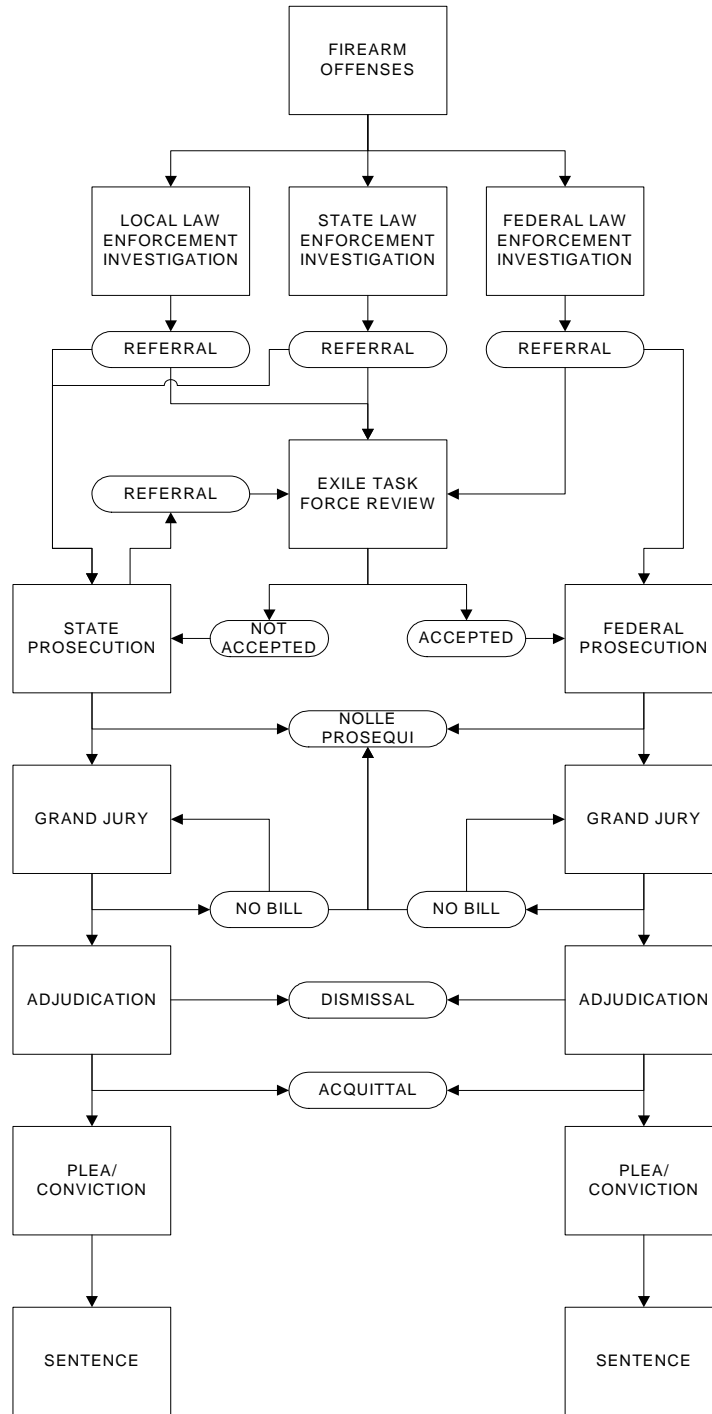 FIREARM
OFFENSES
LOCAL LAW
ENFORCEMENT
INVESTIGATION
STATE LAW
ENFORCEMENT
INVESTIGATION
FEDERAL LAW
ENFORCEMENT
INVESTIGATION
REFERRAL
REFERRAL
REFERRAL
EXILE TASK
FORCE REVIEW
REFERRAL
STATE
PROSECUTION
NOT
ACCEPTED
ACCEPTED
FEDERAL
PROSECUTION
NOLLE
PROSEQUI
GRAND JURY
GRAND JURY
NO BILL
NO BILL
ADJUDICATION
DISMISSAL
ADJUDICATION
ACQUITTAL
PLEA/
CONVICTION
PLEA/
CONVICTION
SENTENCE
SENTENCE